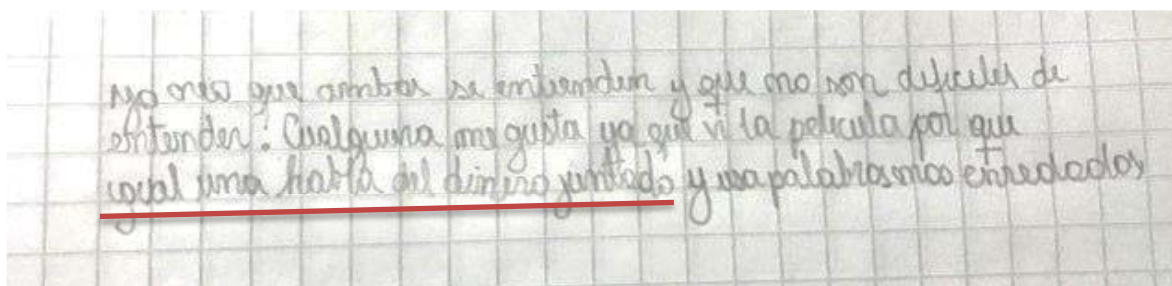 yo creo que ambos se entienden y que no son dificiles de
entender. Cualquiera me gusta ya que vi la pelicula por que
igual una habla del dinero juntado y usa palabras mas enredados